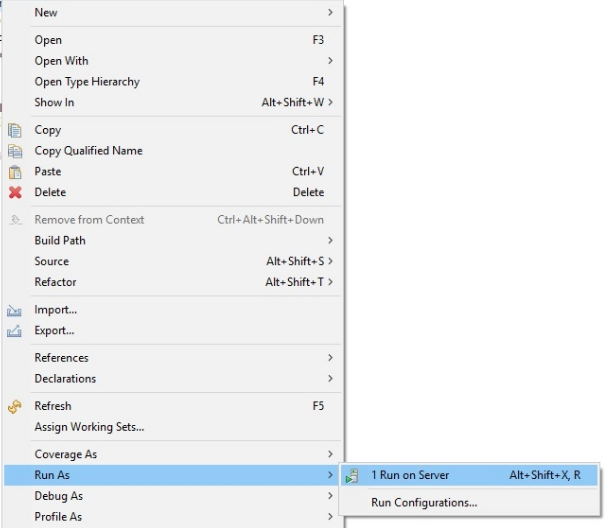 New >
Open F3
Open With >
Open Type Hierarchy F4
Show In Alt+Shift+W >
Copy Ctrl+C
Copy Qualified Name
Paste Ctrl+V
Delete Delete
Remove from Context Ctrl+Alt+Shift+Down
Build Path >
Source Alt+Shift+S >
Refactor Alt+Shift+T >
Import...
Export...
References >
Declarations >
Refresh F5
Assign Working Sets...
Coverage As >
Run As > 1 Run on Server Alt+Shift+X, R
Debug As > Run Configurations...
Profile As >